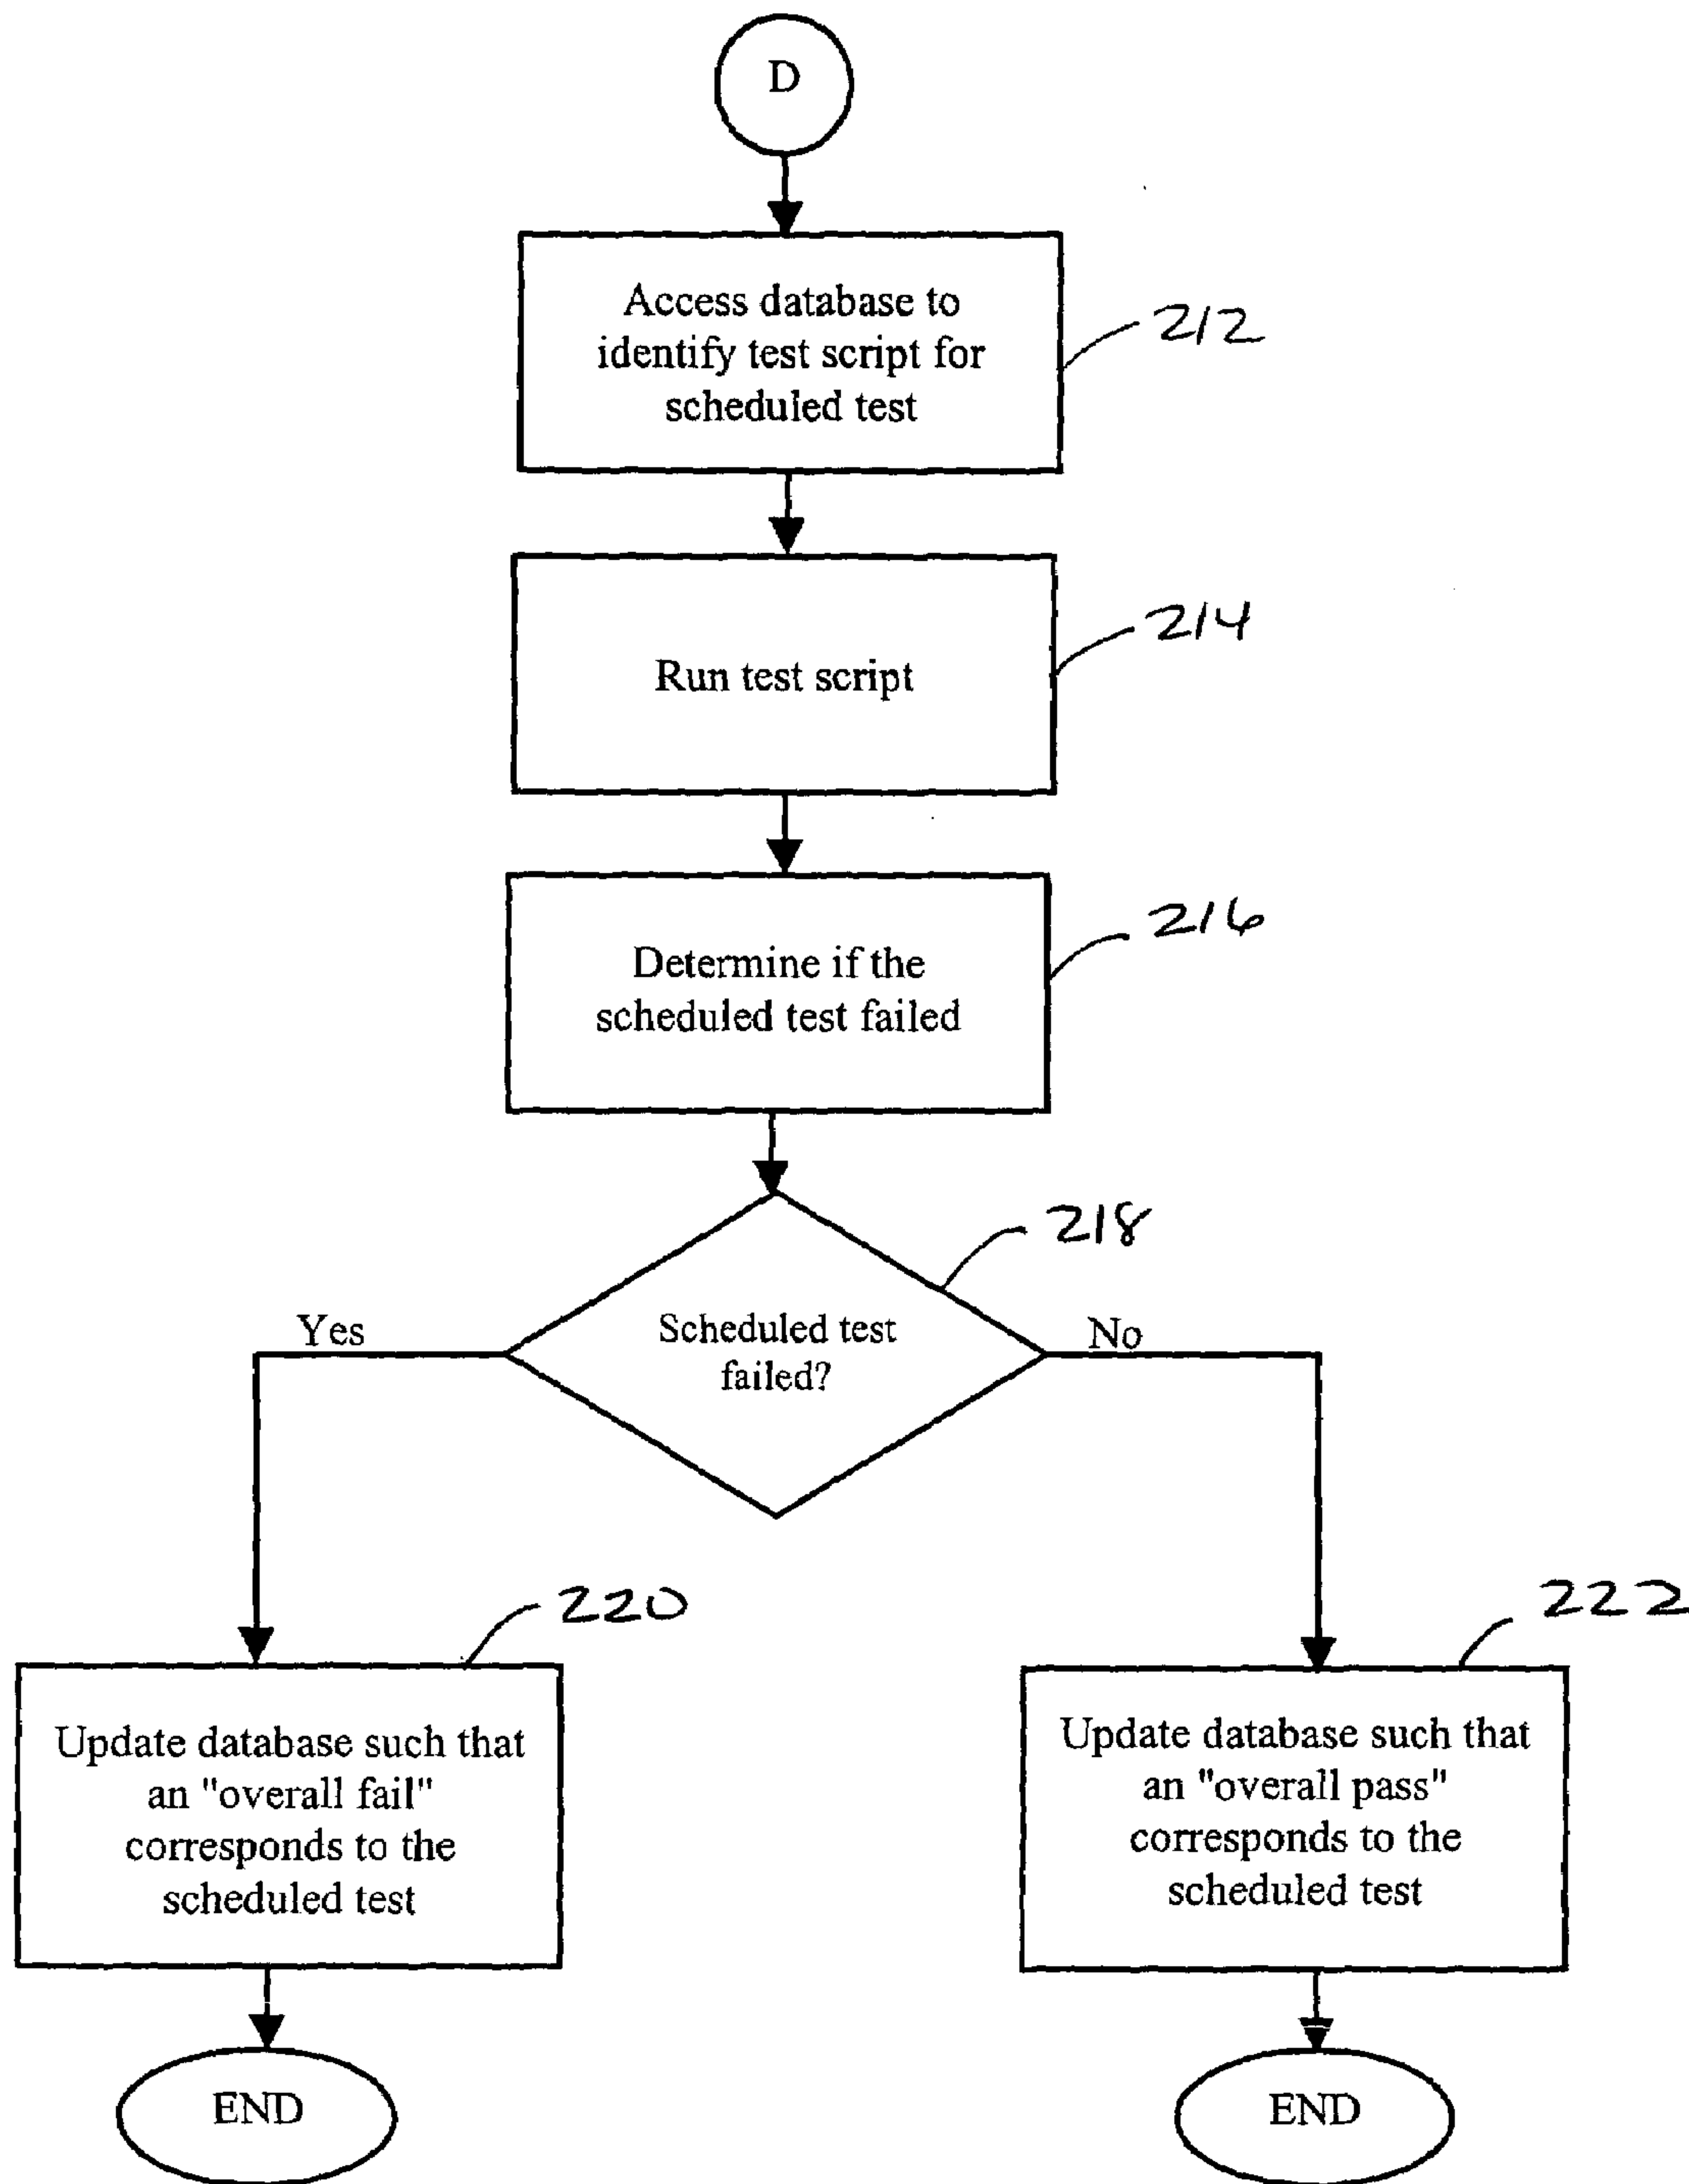 D
Access database to
identify test script for
scheduled test
212
Run test script
214
Determine if the
scheduled test failed
216
218
Scheduled test
failed?
Yes
No
220
222
Update database such that
an "overall fail"
corresponds to the
scheduled test
Update database such that
an "overall pass"
corresponds to the
scheduled test
END
END